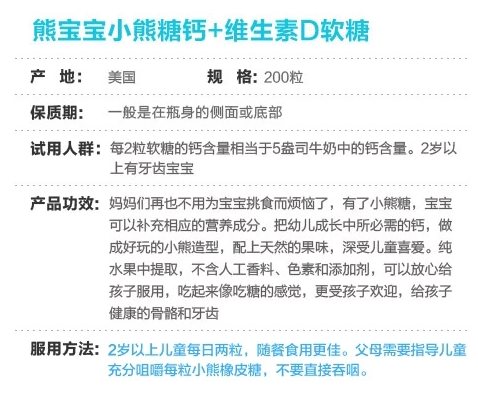 熊宝宝小熊糖钙+维生素D软糖
产 地: 美国 规 格: 200粒
保质期: 一般是在瓶身的侧面或底部
试用人群: 每2粒软糖的钙含量相当于5盎司牛奶中的钙含量。2岁以
上有牙齿宝宝
产品功效: 妈妈们再也不用为宝宝挑食而烦恼了，有了小熊糖，宝宝
可以补充相应的营养成分。把幼儿成长中所必需的钙，做
成好玩的小熊造型，配上天然的果味，深受儿童喜爱。纯
水果中提取，不含人工香料、色素和添加剂，可以放心给
孩子服用，吃起来像吃糖的感觉，更受孩子欢迎，给孩子
健康的骨骼和牙齿
服用方法: 2岁以上儿童每日两粒，随餐食用更佳。父母需要指导儿童
充分咀嚼每粒小熊橡皮糖，不要直接吞咽。